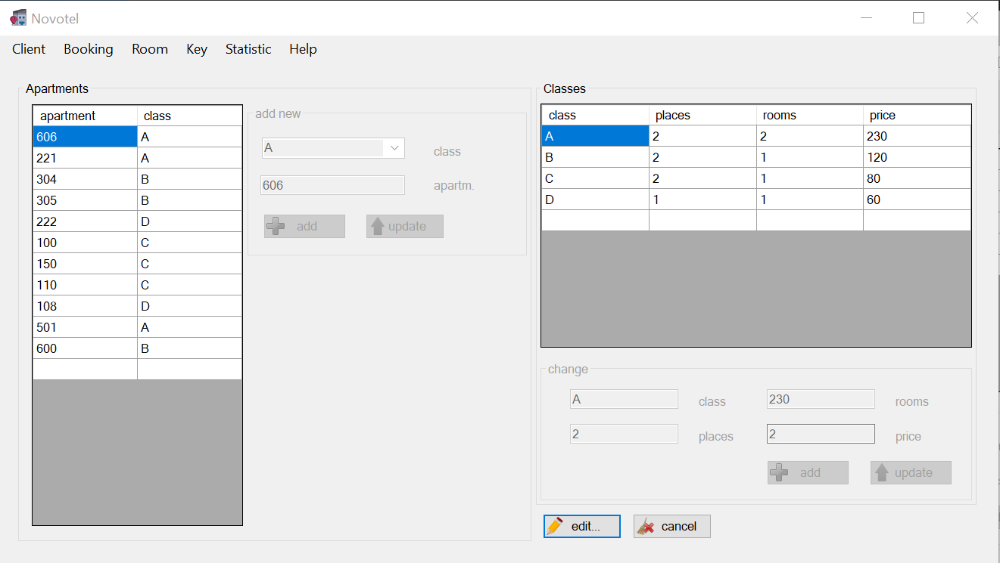 Novotel
Client Booking Room Key Statistic Help
Apartments
apartment class
606 A
221 A
304 B
305 B
222 D
100 C
150 C
110 C
108 D
501 A
600 B
add new
A class
606 apartm.
add update
Classes
class places rooms price
A 2 2 230
B 2 1 120
C 2 1 80
D 1 1 60
change
A class 230 rooms
2 places 2 price
add update
edit... cancel